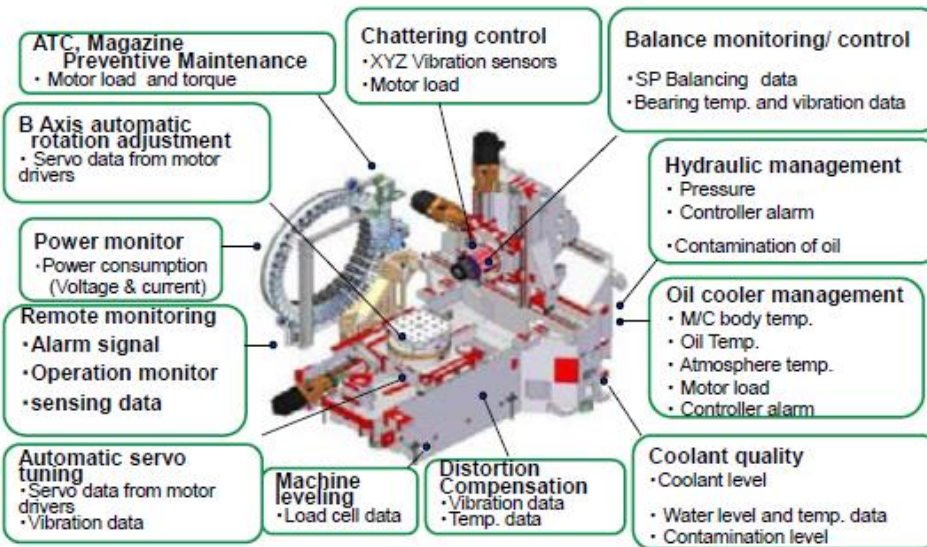 ATC, Magazine
Preventive Maintenance
・Motor load and torque
Chattering control
・XYZ Vibration sensors
・Motor load
Balance monitoring/ control
・SP Balancing data
・Bearing temp. and vibration data
B Axis automatic
rotation adjustment
・Servo data from motor
drivers
Hydraulic management
・Pressure
・Controller alarm
・Contamination of oil
Power monitor
・Power consumption
(Voltage & current)
Oil cooler management
・M/C body temp.
・Oil Temp.
・Atmosphere temp.
・Motor load
・Controller alarm
Remote monitoring
・Alarm signal
・Operation monitor
・sensing data
Automatic servo
tuning
・Servo data from motor
drivers
・Vibration data
Machine
leveling
・Load cell data
Distortion
Compensation
・Vibration data
・Temp. data
Coolant quality
・Coolant level
・Water level and temp. data
・Contamination level